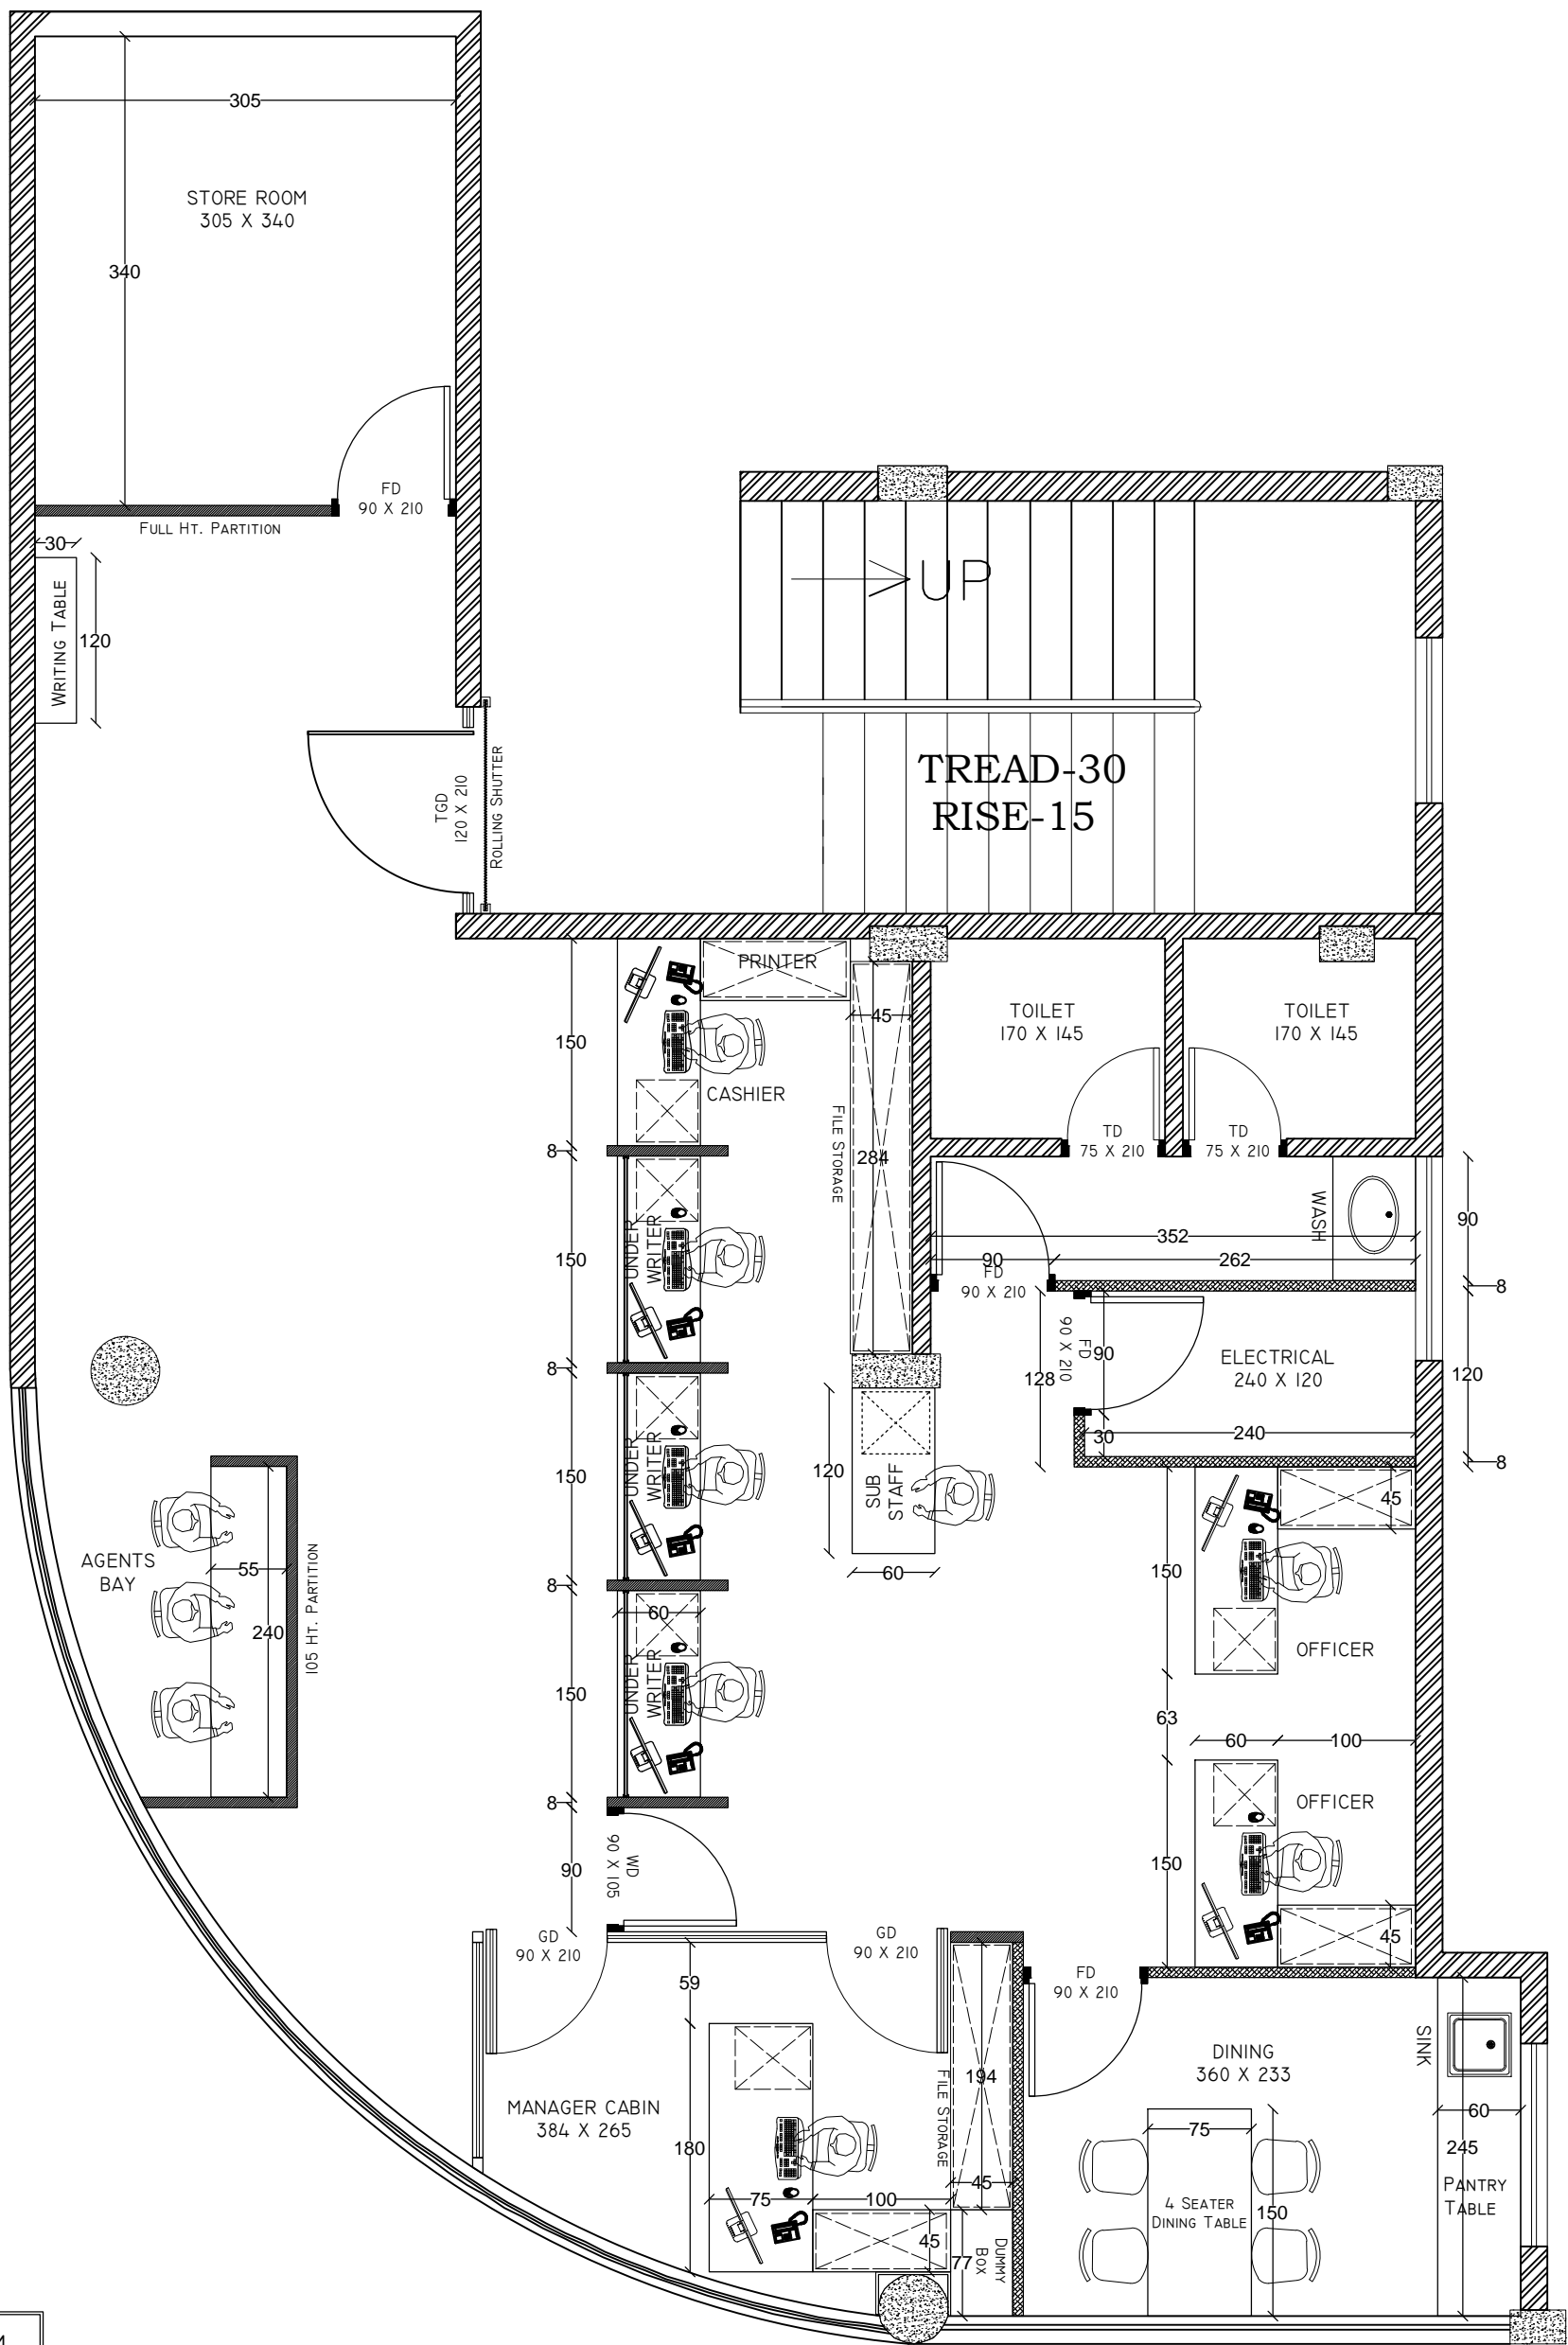 305
STORE ROOM
305 X 340
340
FD
90 X 210
FULL HT. PARTITION
30
WRITING TABLE
120
UP
TREAD-30
RISE-15
TGD
120 X 210
ROLLING SHUTTER
PRINTER
45
150
CASHIER
FILE STORAGE
284
TOILET
170 X 145
TOILET
170 X 145
TD
75 X 210
TD
75 X 210
8
150
UNDER
WRITER
WASH
352
90
262
FD
90 X 210
90
8
FD
90 X 210
90
128
30
ELECTRICAL
240 X 120
240
120
8
8
150
UNDER
WRITER
120
SUB
STAFF
60
45
150
OFFICER
AGENTS
BAY
55
240
105 HT. PARTITION
8
60
150
UNDER
WRITER
63
60
100
OFFICER
150
45
8
90
WD
90 X 105
GD
90 X 210
GD
90 X 210
FD
90 X 210
59
MANAGER CABIN
384 X 265
180
75
100
45
FILE STORAGE
194
45
77
DUMMY
BOX
DINING
360 X 233
SINK
60
245
PANTRY
TABLE
75
4 SEATER
DINING TABLE
150